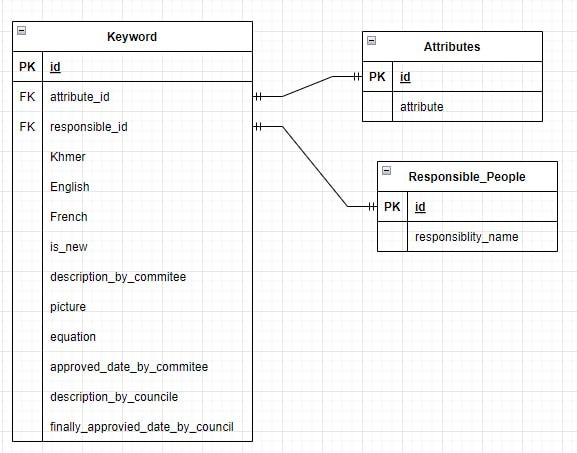 Keyword
PK id
FK attribute_id
FK responsible_id
Khmer
English
French
is_new
description_by_commitee
picture
equation
approved_date_by_commitee
description_by_councile
finally_approvied_date_by_council
Attributes
PK id
attribute
Responsible_People
PK id
responsiblity_name